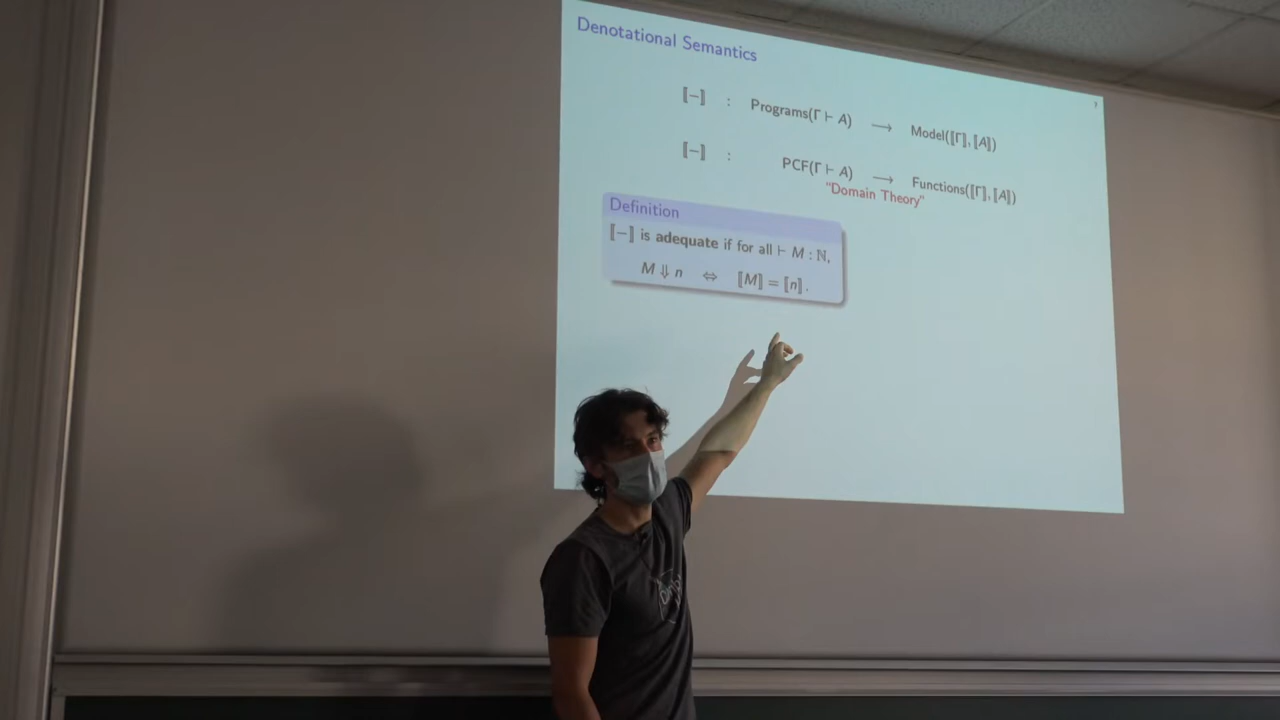 Denotational Semantics
⟦−⟧ : Programs(Γ ⊢ A) ⟶ Model(⟦Γ⟧, ⟦A⟧)
⟦−⟧ : PCF(Γ ⊢ A) ⟶ Functions(⟦Γ⟧, ⟦A⟧)
"Domain Theory"
Definition
⟦−⟧ is adequate if for all ⊢ M : ℕ,
M ⇓ n ⇔ ⟦M⟧ = ⟦n⟧.